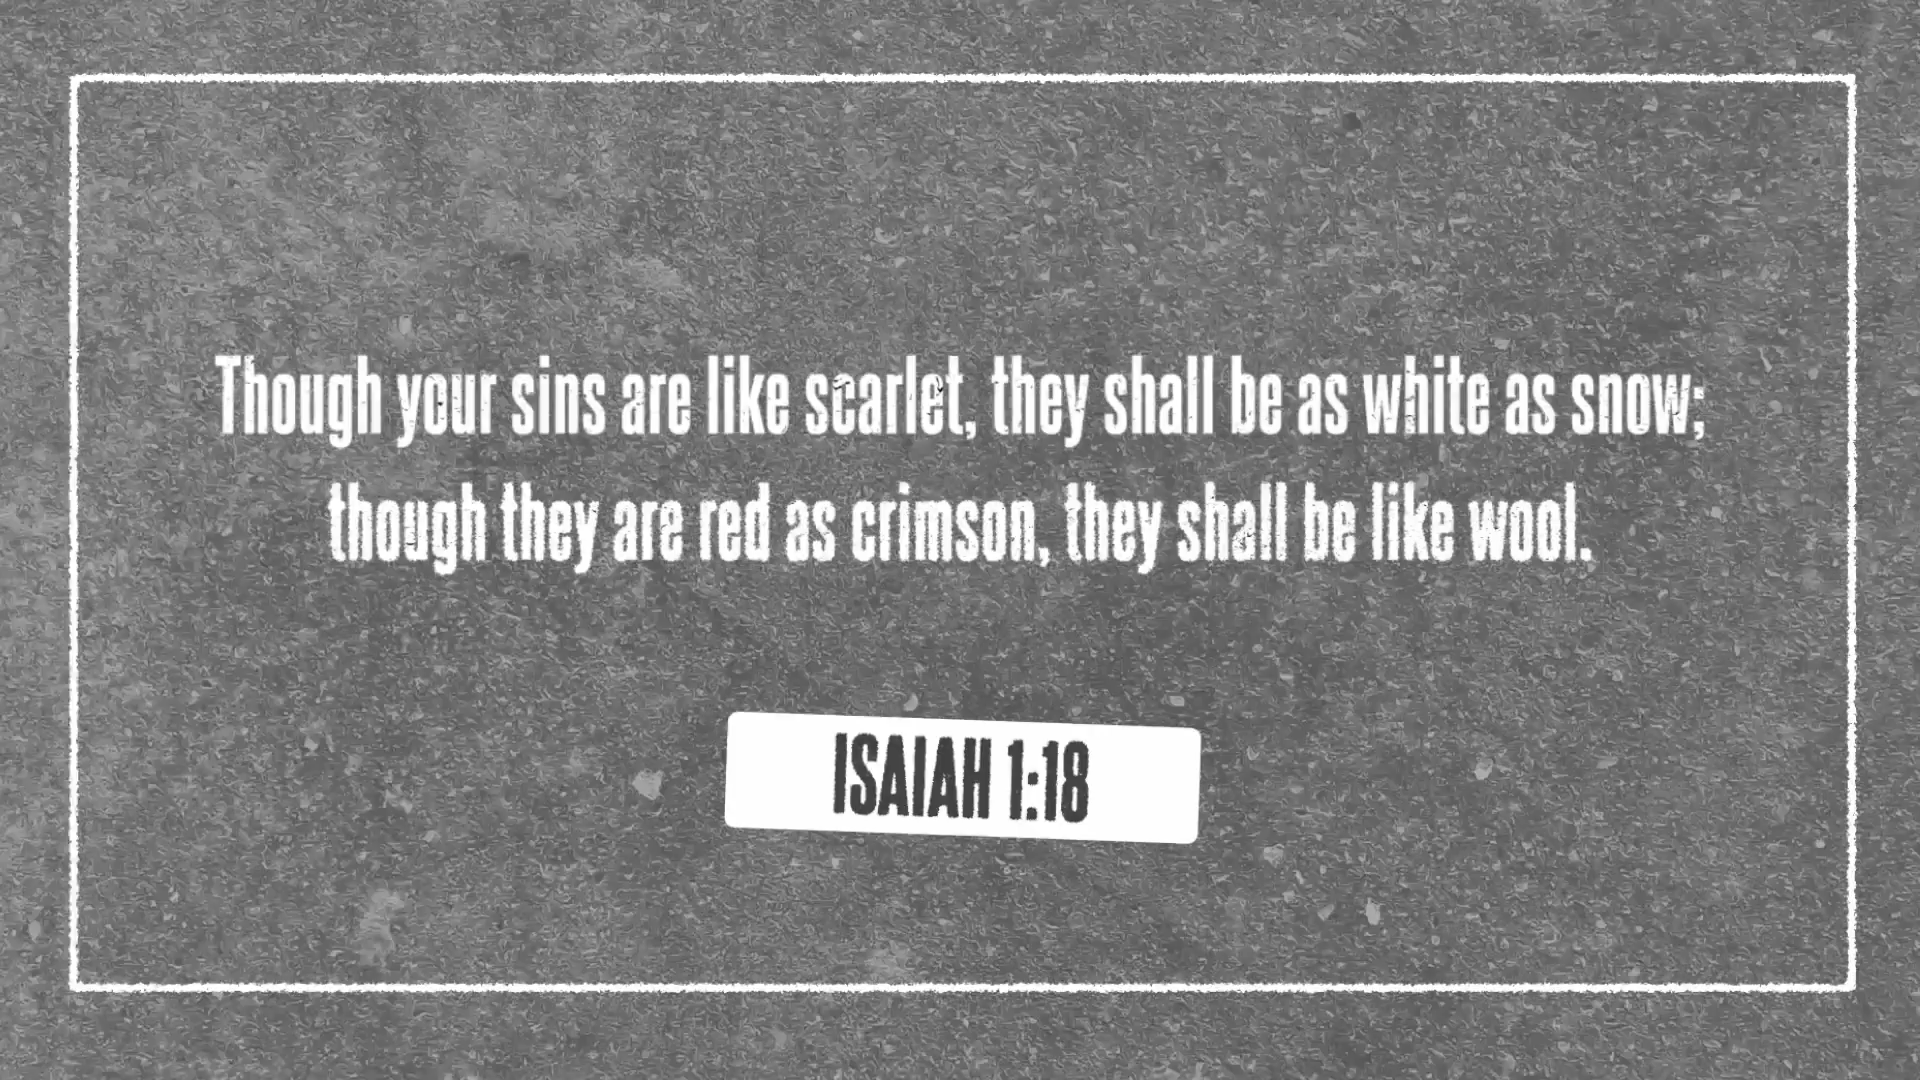 Though your sins are like scarlet, they shall be as white as snow;
though they are red as crimson, they shall be like wool.
ISAIAH 1:18